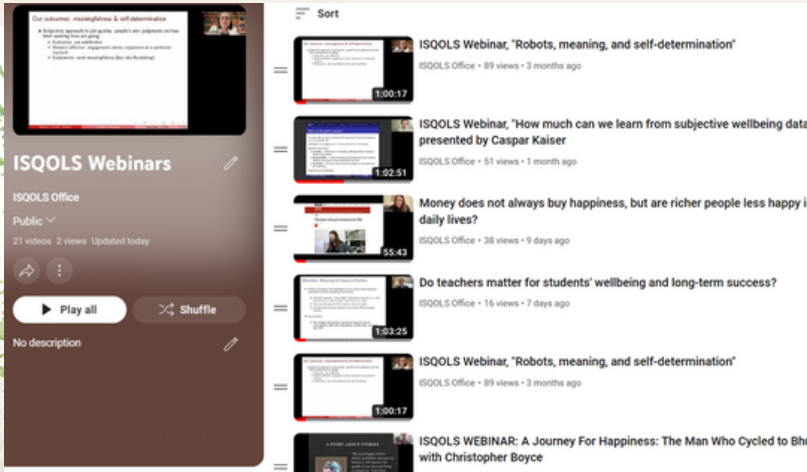 Our outcomes: meaningfulness & self-determination
ISQOLS Webinars
ISQOLS Office
Public
21 videos 2 views Updated today
Play all
Shuffle
No description
Sort
1:00:17
ISQOLS Webinar, "Robots, meaning, and self-determination"
ISQOLS Office • 89 views • 3 months ago
1:02:51
ISQOLS Webinar, "How much can we learn from subjective wellbeing data
presented by Caspar Kaiser
ISQOLS Office • 51 views • 1 month ago
55:43
Money does not always buy happiness, but are richer people less happy i
daily lives?
ISQOLS Office • 38 views • 9 days ago
1:03:25
Do teachers matter for students' wellbeing and long-term success?
ISQOLS Office • 16 views • 7 days ago
1:00:17
ISQOLS Webinar, "Robots, meaning, and self-determination"
ISQOLS Office • 89 views • 3 months ago
A STORY ABOUT STORIES
ISQOLS WEBINAR: A Journey For Happiness: The Man Who Cycled to Bh
with Christopher Boyce